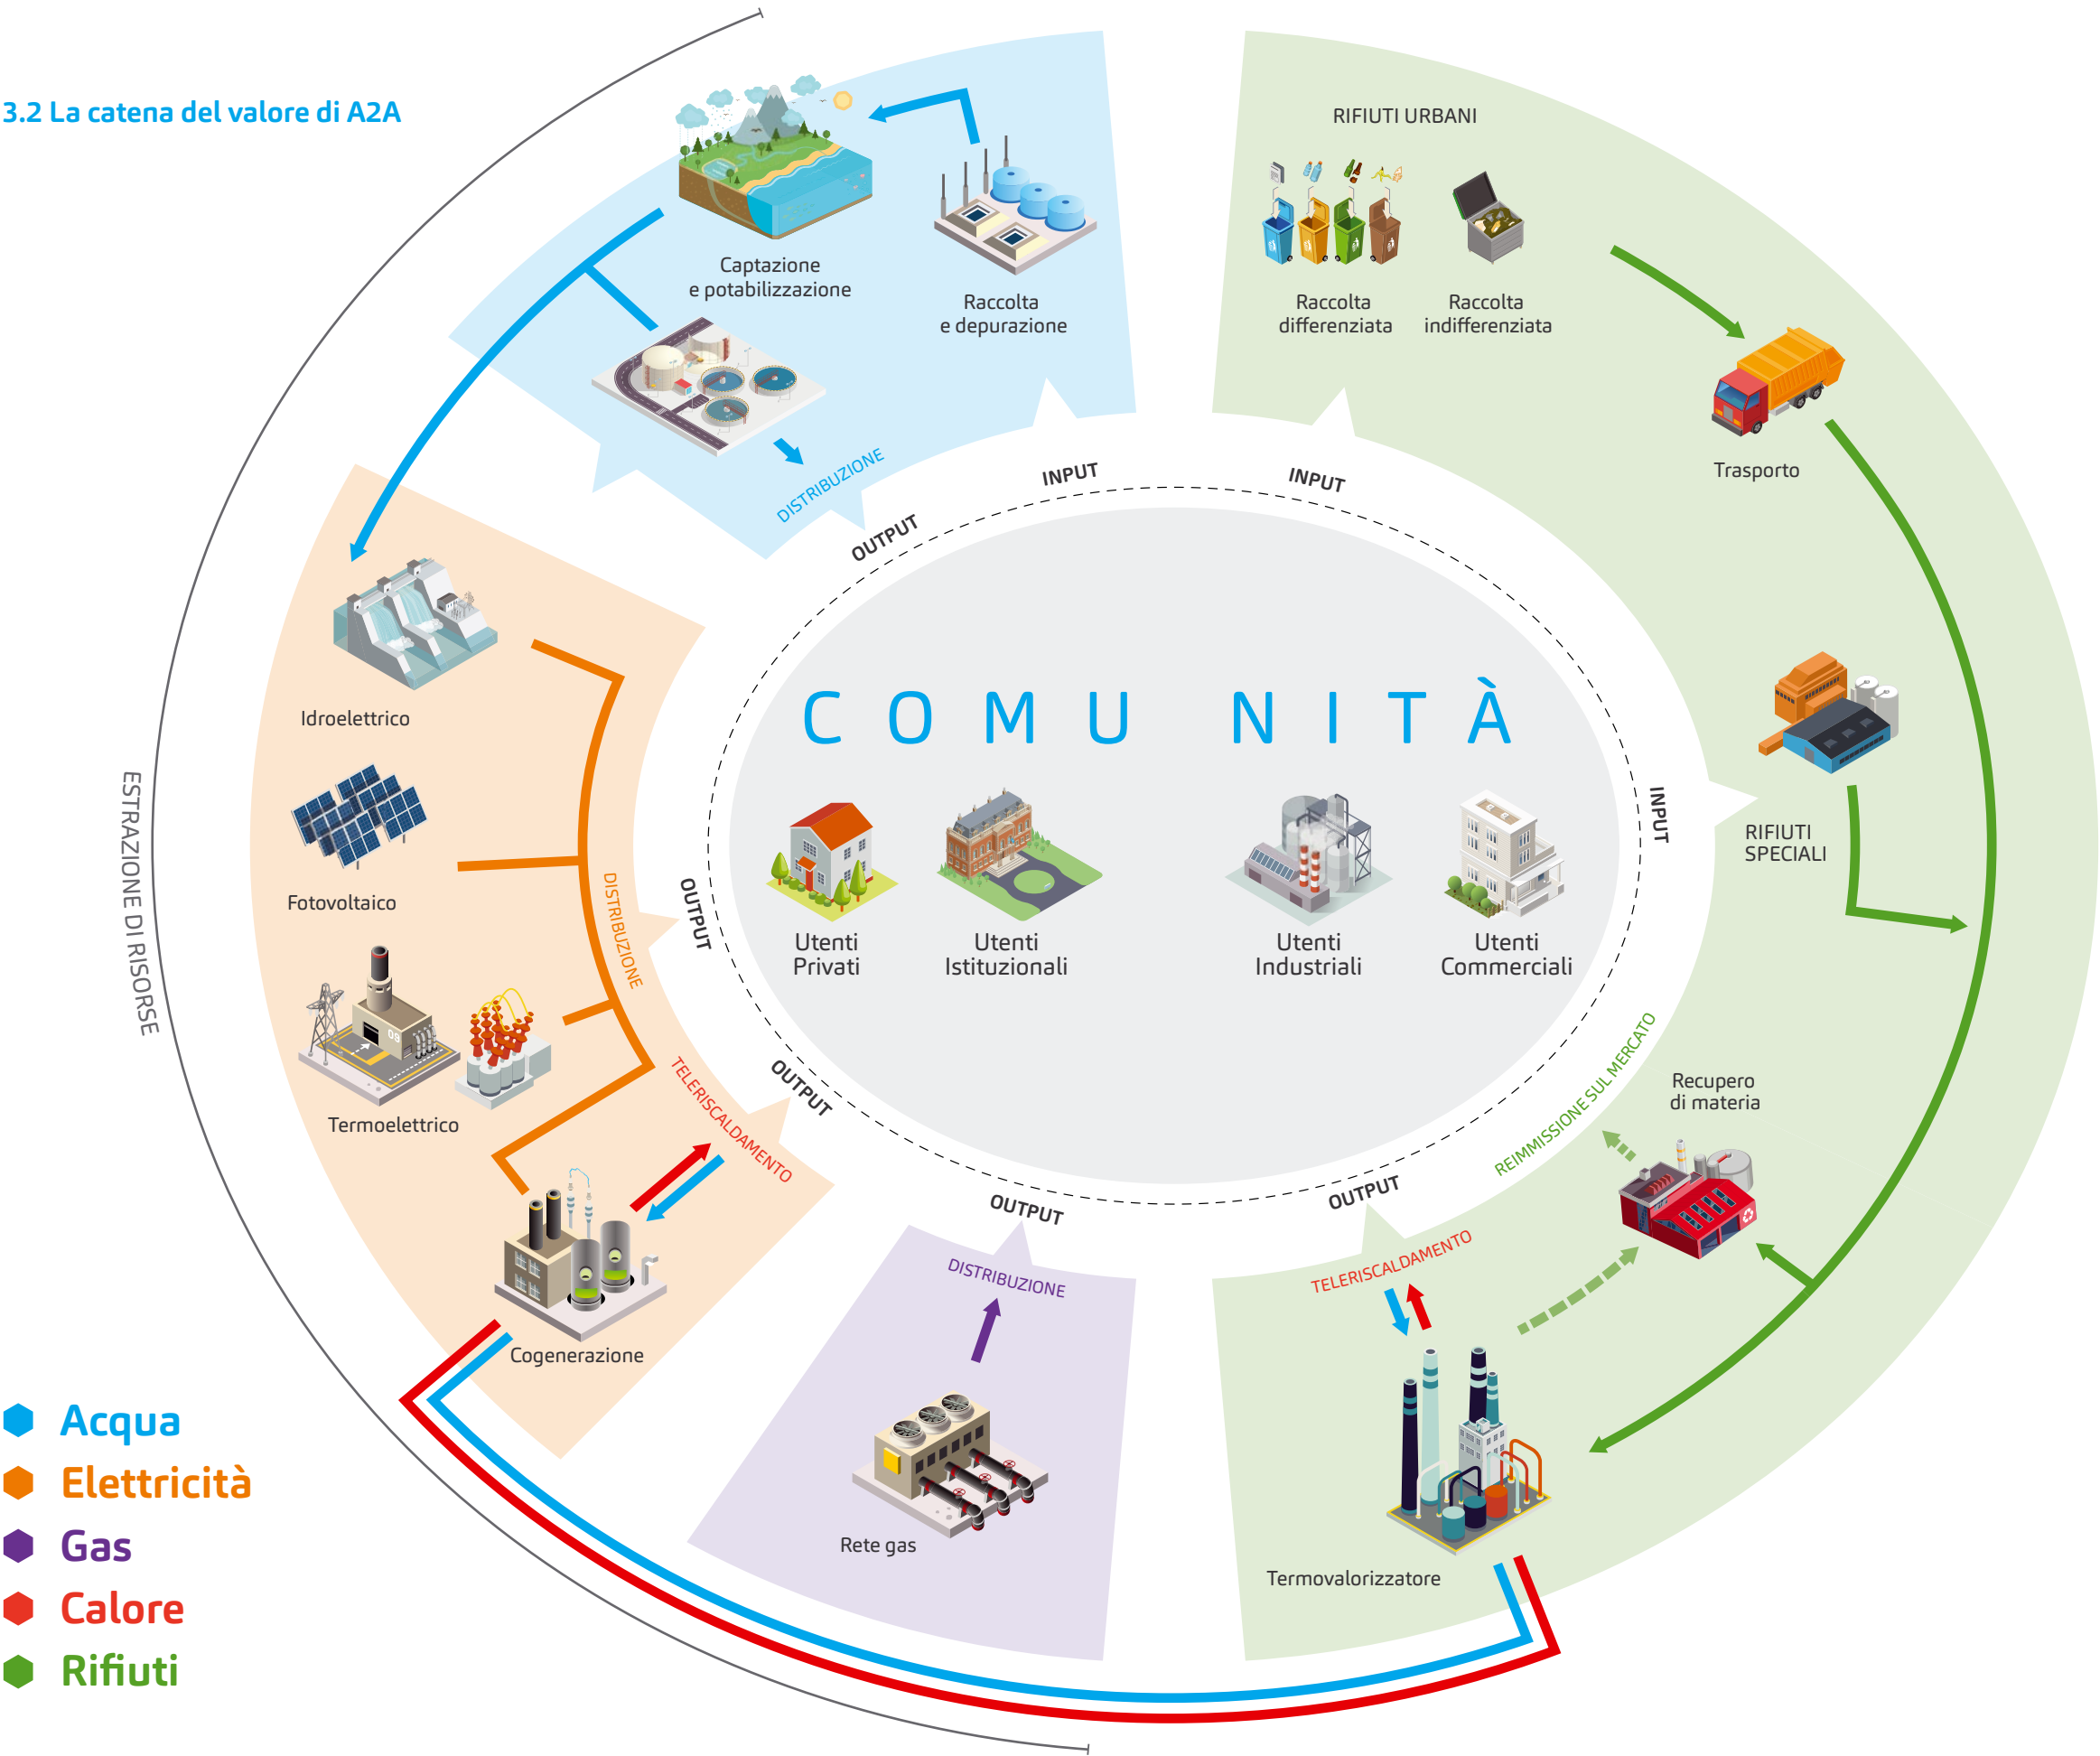 3.2 La catena del valore di A2A
Captazione
e potabilizzazione
Raccolta
e depurazione
DISTRIBUZIONE
OUTPUT
INPUT
INPUT
RIFIUTI URBANI
Raccolta
differenziata
Raccolta
indifferenziata
Trasporto
INPUT
RIFIUTI
SPECIALI
Recupero
di materia
REIMMISSIONE SUL MERCATO
OUTPUT
TELERISCALDAMENTO
Termovalorizzatore
OUTPUT
DISTRIBUZIONE
Rete gas
OUTPUT
TELERISCALDAMENTO
Cogenerazione
OUTPUT
DISTRIBUZIONE
Idroelettrico
Fotovoltaico
03
Termoelettrico
ESTRAZIONE DI RISORSE
COMUNITÀ
Utenti
Privati
Utenti
Istituzionali
Utenti
Industriali
Utenti
Commerciali
Acqua
Elettricità
Gas
Calore
Rifiuti